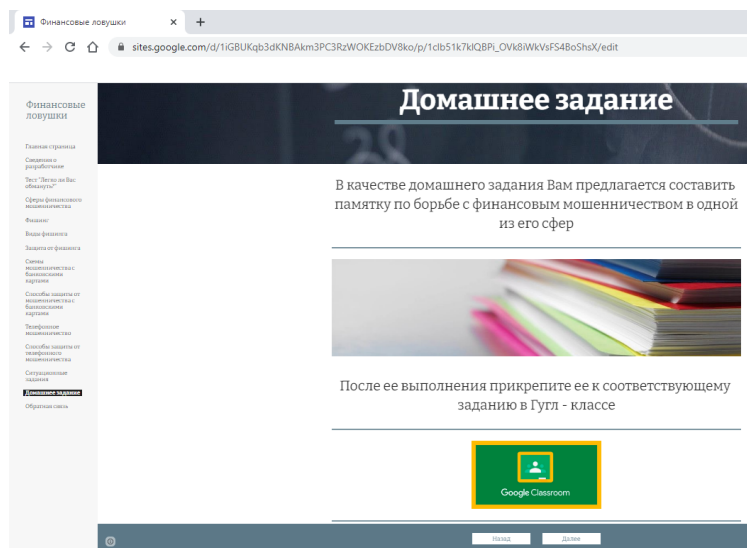 Финансовые ловушки
sites.google.com/d/1iGBUKqb3dKNBAkm3PC3RzWOKEzbDV8ko/p/1clb51k7klQBPi_OVk8iWkVsFS4BoShsX/edit
Финансовые
ловушки
Главная страница
Сведения о
разработчике
Тест "Легко ли Вас
обмануть?"
Сферы финансового
мошенничества
Фишинг
Виды фишинга
Защита от фишинга
Схемы
мошенничества с
банковскими
картами
Способы защиты от
мошенничества с
банковскими
картами
Телефонное
мошенничество
Способы защиты от
телефонного
мошенничества
Ситуационные
задания
Домашнее задание
Обратная связь
Домашнее задание
В качестве домашнего задания Вам предлагается составить
памятку по борьбе с финансовым мошенничеством в одной
из его сфер
После ее выполнения прикрепите ее к соответствующему
заданию в Гугл - классе
Google Classroom
Назад
Далее